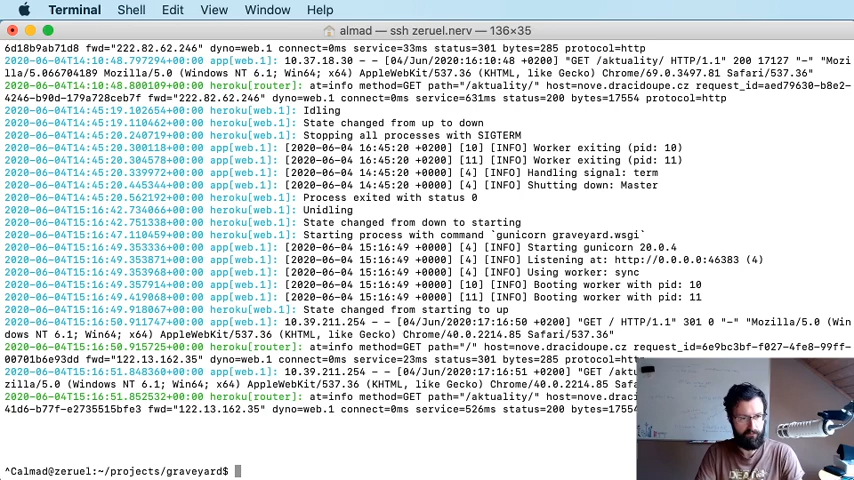 Terminal Shell Edit View Window Help
almad — ssh zeruel.nerv — 136×35
6d18b9ab71d8 fwd="222.82.62.246" dyno=web.1 connect=0ms service=33ms status=301 bytes=285 protocol=http
2020-06-04T14:10:48.797294+00:00 app[web.1]: 10.37.18.30 - - [04/Jun/2020:16:10:48 +0200] "GET /aktuality/ HTTP/1.1" 200 17127 "-" "Mozi
lla/5.066704189 Mozilla/5.0 (Windows NT 6.1; Win64; x64) AppleWebKit/537.36 (KHTML, like Gecko) Chrome/69.0.3497.81 Safari/537.36"
2020-06-04T14:10:48.800109+00:00 heroku[router]: at=info method=GET path="/aktuality/" host=nove.dracidoupe.cz request_id=aed79630-b8e2-
4246-b90d-179a728ceb7f fwd="222.82.62.246" dyno=web.1 connect=0ms service=631ms status=200 bytes=17554 protocol=http
2020-06-04T14:45:19.102654+00:00 heroku[web.1]: Idling
2020-06-04T14:45:19.110462+00:00 heroku[web.1]: State changed from up to down
2020-06-04T14:45:20.240719+00:00 heroku[web.1]: Stopping all processes with SIGTERM
2020-06-04T14:45:20.300118+00:00 app[web.1]: [2020-06-04 16:45:20 +0200] [10] [INFO] Worker exiting (pid: 10)
2020-06-04T14:45:20.304578+00:00 app[web.1]: [2020-06-04 16:45:20 +0200] [11] [INFO] Worker exiting (pid: 11)
2020-06-04T14:45:20.339972+00:00 app[web.1]: [2020-06-04 14:45:20 +0000] [4] [INFO] Handling signal: term
2020-06-04T14:45:20.445344+00:00 app[web.1]: [2020-06-04 14:45:20 +0000] [4] [INFO] Shutting down: Master
2020-06-04T14:45:20.562192+00:00 heroku[web.1]: Process exited with status 0
2020-06-04T15:16:42.734066+00:00 heroku[web.1]: Unidling
2020-06-04T15:16:42.751338+00:00 heroku[web.1]: State changed from down to starting
2020-06-04T15:16:47.110459+00:00 heroku[web.1]: Starting process with command `gunicorn graveyard.wsgi`
2020-06-04T15:16:49.353336+00:00 app[web.1]: [2020-06-04 15:16:49 +0000] [4] [INFO] Starting gunicorn 20.0.4
2020-06-04T15:16:49.353871+00:00 app[web.1]: [2020-06-04 15:16:49 +0000] [4] [INFO] Listening at: http://0.0.0.0:46383 (4)
2020-06-04T15:16:49.353968+00:00 app[web.1]: [2020-06-04 15:16:49 +0000] [4] [INFO] Using worker: sync
2020-06-04T15:16:49.357914+00:00 app[web.1]: [2020-06-04 15:16:49 +0000] [10] [INFO] Booting worker with pid: 10
2020-06-04T15:16:49.419068+00:00 app[web.1]: [2020-06-04 15:16:49 +0000] [11] [INFO] Booting worker with pid: 11
2020-06-04T15:16:49.918067+00:00 heroku[web.1]: State changed from starting to up
2020-06-04T15:16:50.911747+00:00 app[web.1]: 10.39.211.254 - - [04/Jun/2020:17:16:50 +0200] "GET / HTTP/1.1" 301 0 "-" "Mozilla/5.0 (Win
dows NT 6.1; Win64; x64) AppleWebKit/537.36 (KHTML, like Gecko) Chrome/40.0.2214.85 Safari/537.36"
2020-06-04T15:16:50.915725+00:00 heroku[router]: at=info method=GET path="/" host=nove.dracidoupe.cz request_id=6e9bc3bf-f027-4fe8-99ff-
00701b6e93dd fwd="122.13.162.35" dyno=web.1 connect=0ms service=23ms status=301 bytes=285 protocol=htt
2020-06-04T15:16:51.848360+00:00 app[web.1]: 10.39.211.254 - - [04/Jun/2020:17:16:51 +0200] "GET /akt
zilla/5.0 (Windows NT 6.1; Win64; x64) AppleWebKit/537.36 (KHTML, like Gecko) Chrome/40.0.2214.85 Safa
2020-06-04T15:16:51.852532+00:00 heroku[router]: at=info method=GET path="/aktuality/" host=nove.draci
41d6-b77f-e2735515bfe3 fwd="122.13.162.35" dyno=web.1 connect=0ms service=526ms status=200 bytes=1755
^Calmad@zeruel:~/projects/graveyard$